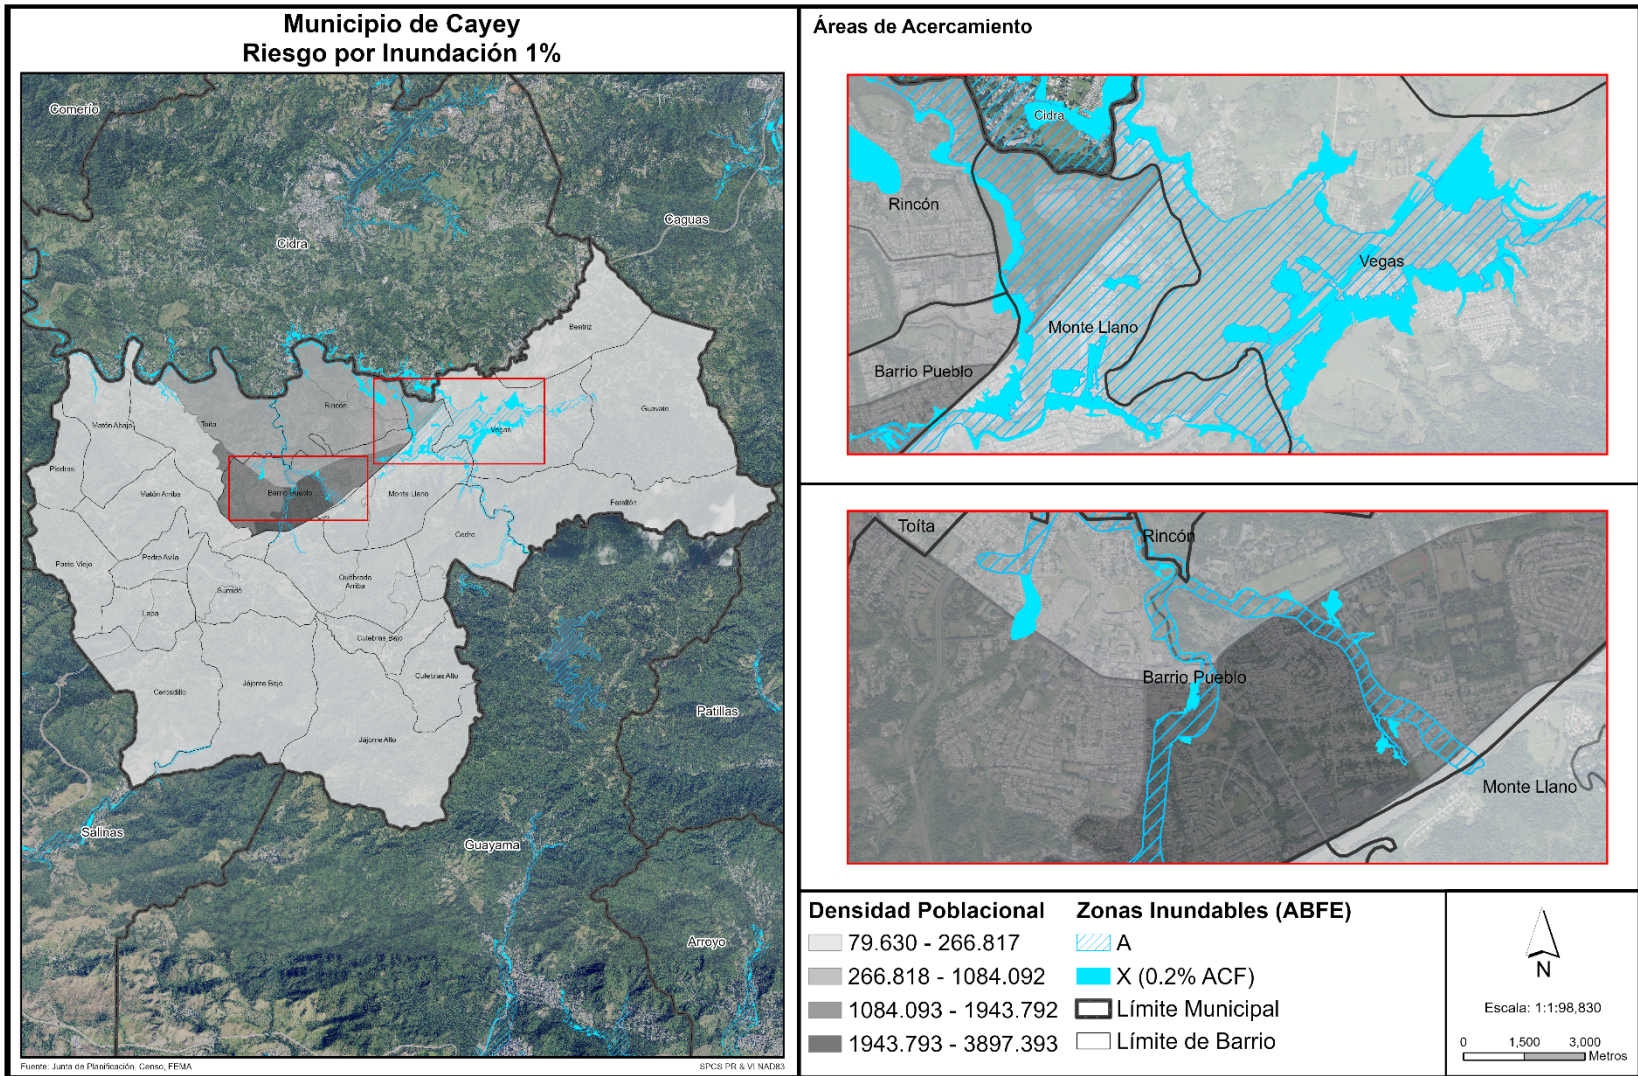 Municipio de Cayey
Riesgo por Inundación 1%
Comerío
Caguas
Cidra
Beatriz
Guavate
Rincón
Toíta
Matón Abajo
Vegas
Piedras
Matón Arriba
Barrio Pueblo
Monte Llano
Farallón
Cedro
Pasto Viejo
Pedro Avila
Sumido
Quebrada
Arriba
Lapa
Culebras Bajo
Culebras Alto
Cercadillo
Jájome Bajo
Jájome Alto
Patillas
Salinas
Guayama
Arroyo
Fuente: Junta de Planificación, Censo, FEMA
SPCS PR & VI NAD83
Áreas de Acercamiento
Cidra
Rincón
Vegas
Monte Llano
Barrio Pueblo
Toíta
Rincón
Barrio Pueblo
Monte Llano
Densidad Poblacional
79.630 - 266.817
266.818 - 1084.092
1084.093 - 1943.792
1943.793 - 3897.393
Zonas Inundables (ABFE)
A
X (0.2% ACF)
Límite Municipal
Límite de Barrio
N
Escala: 1:1:98,830
0 1,500 3,000
Metros